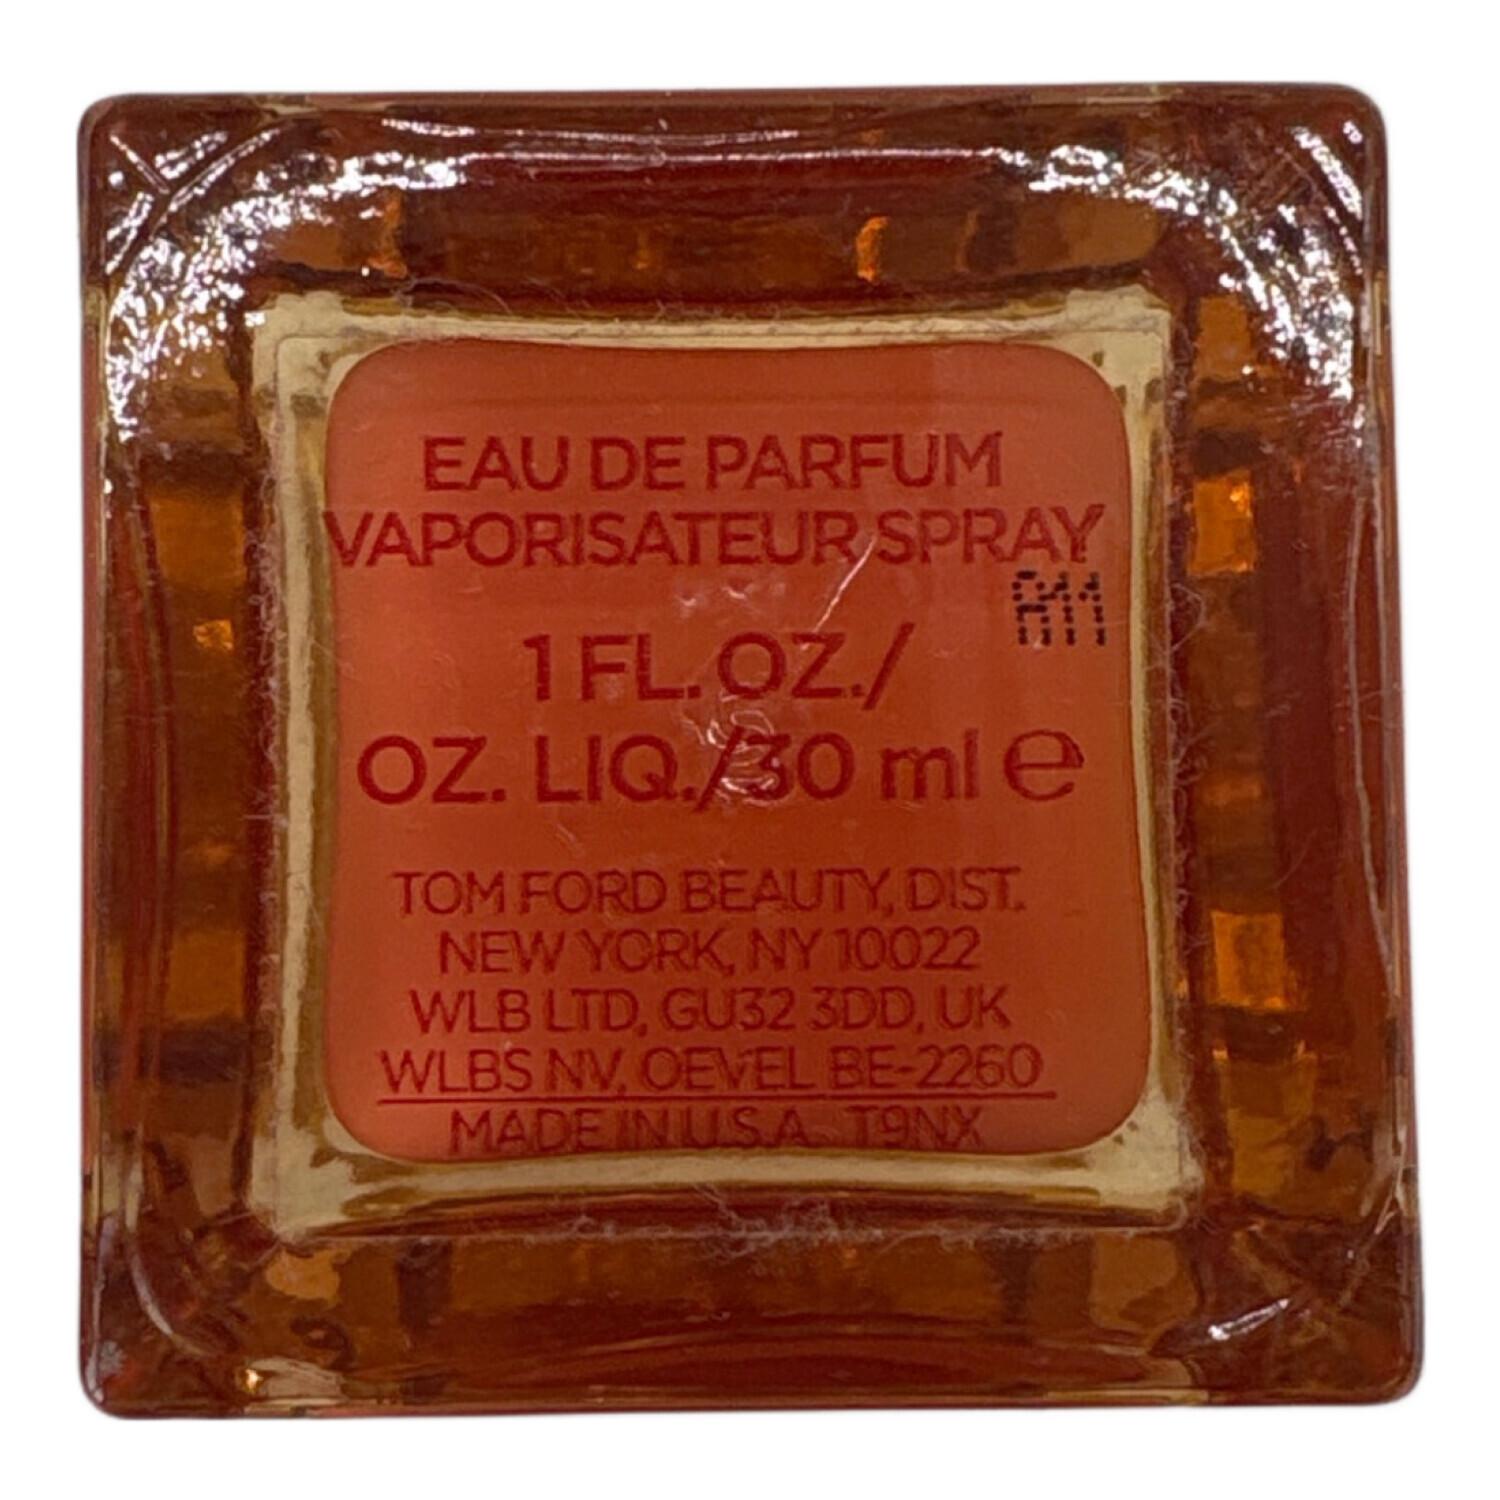 EAU DE PARFUM
VAPORISATEUR SPRAY
A11
1 FL. OZ./
OZ. LIQ./30 ml e
TOM FORD BEAUTY, DIST.
NEW YORK, NY 10022
WLB LTD, GU32 3DD, UK
WLBS NV, OEVEL BE-2260
MADE IN U.S.A. T9NX